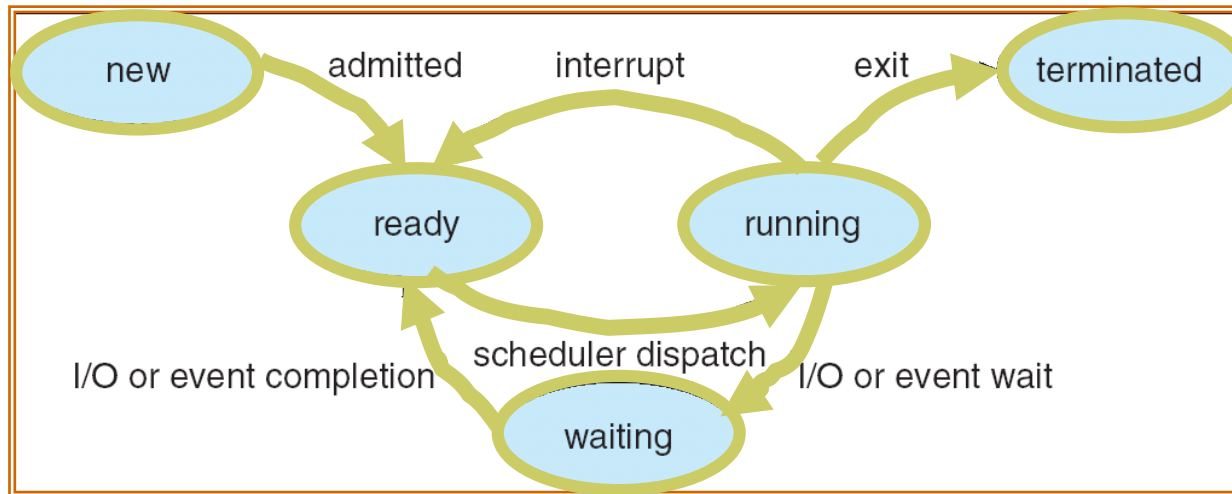 new
admitted
interrupt
exit
terminated
ready
running
scheduler dispatch
I/O or event completion
I/O or event wait
waiting